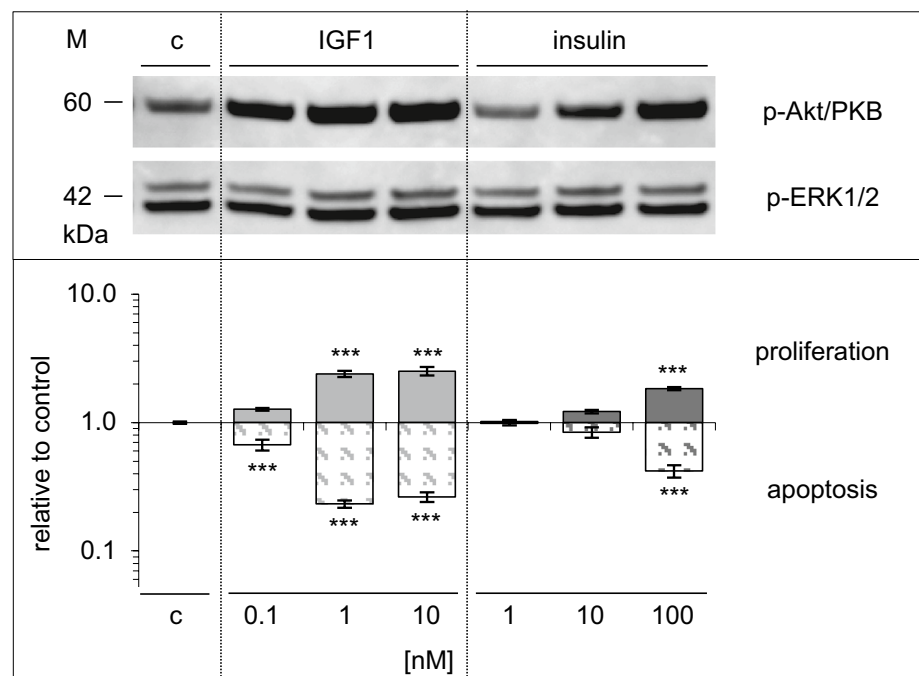 M c IGF1 insulin
60 p-Akt/PKB
42 p-ERK1/2
kDa
10.0
*** *** *** proliferation
relative to control
1.0
*** *** *** *** apoptosis
0.1
c 0.1 1 10 1 10 100
[nM]